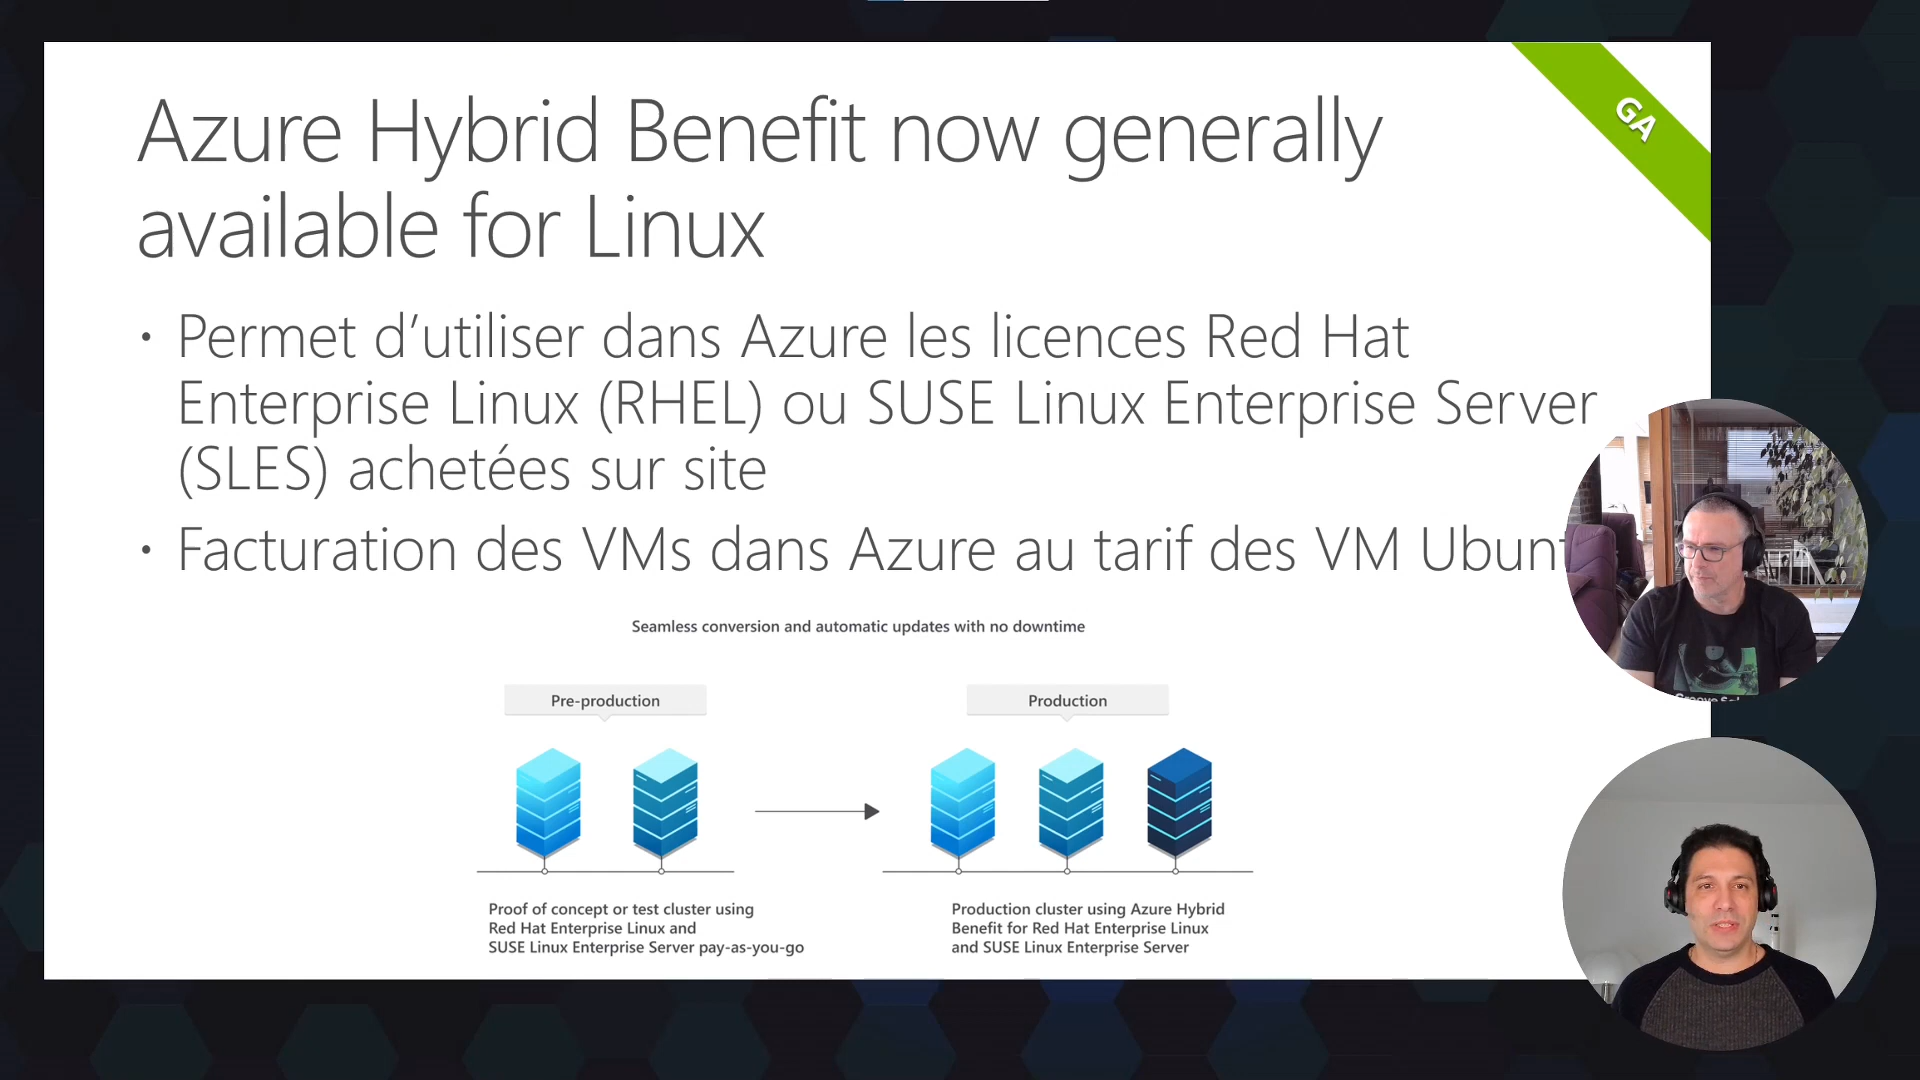 Azure Hybrid Benefit now generally
available for Linux
GA
• Permet d’utiliser dans Azure les licences Red Hat
Enterprise Linux (RHEL) ou SUSE Linux Enterprise Server
(SLES) achetées sur site
• Facturation des VMs dans Azure au tarif des VM
Seamless conversion and automatic updates with no downtime
Pre-production
Production
Proof of concept or test cluster using
Red Hat Enterprise Linux and
SUSE Linux Enterprise Server pay-as-you-go
Production cluster using Azure Hybrid
Benefit for Red Hat Enterprise Linux
and SUSE Linux Enterprise Server